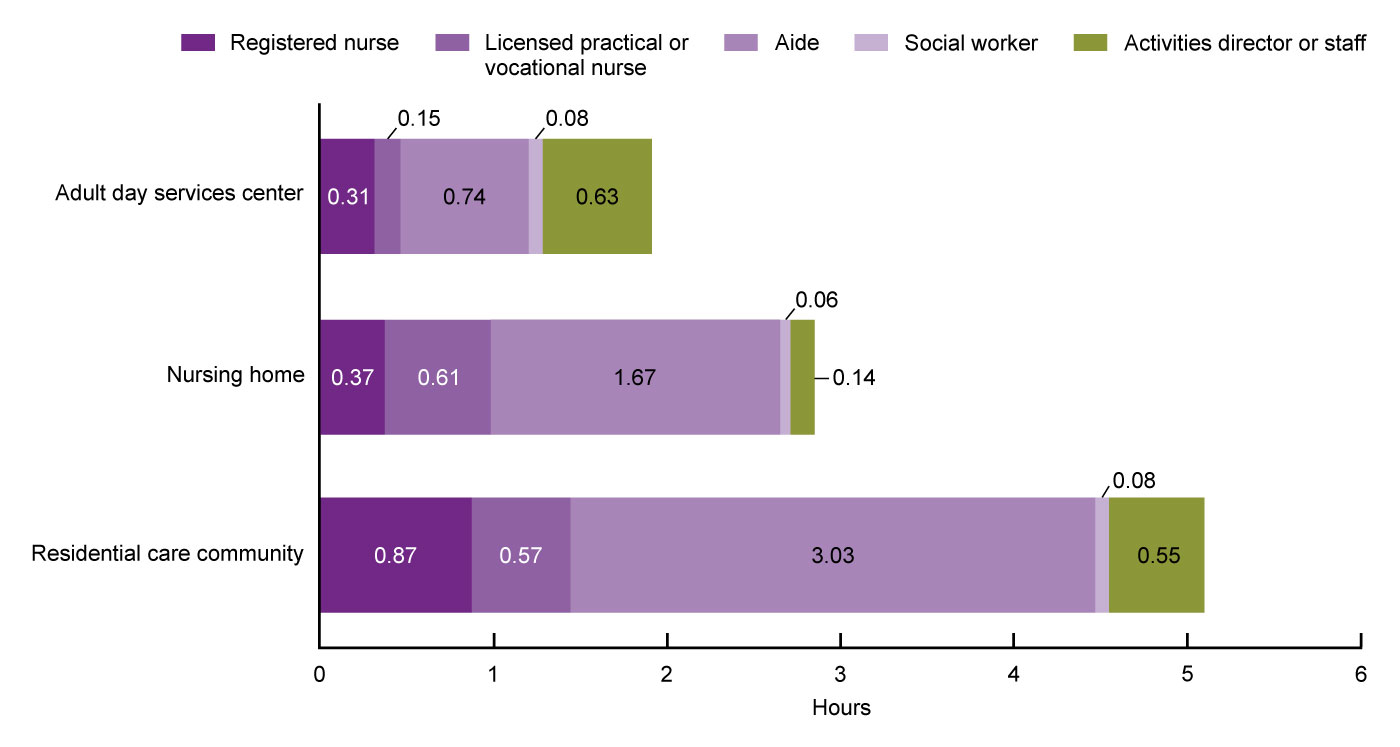 Registered nurse
Licensed practical or
vocational nurse
Aide
Social worker
Activities director or staff
0.15
0.08
Adult day services center
0.31
0.74
0.63
0.06
Nursing home
0.37
0.61
1.67
0.14
0.08
Residential care community
0.87
0.57
3.03
0.55
0
1
2
3
4
5
6
Hours